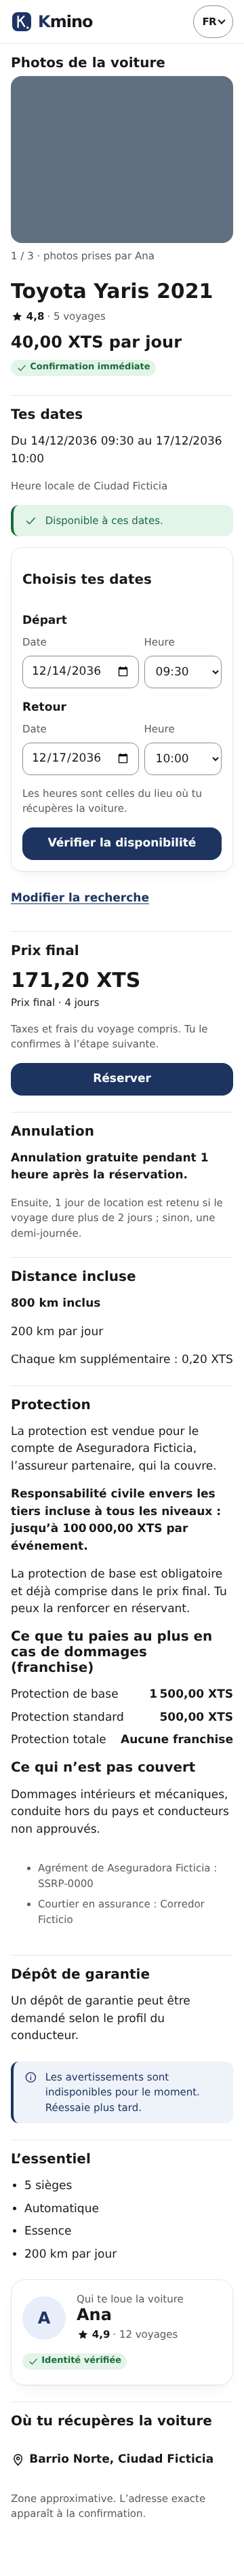 Kmino
FR
Photos de la voiture
1 / 3 · photos prises par Ana
Toyota Yaris 2021
★ 4,8 · 5 voyages
40,00 XTS par jour
Confirmation immédiate
Tes dates
Du 14/12/2036 09:30 au 17/12/2036
10:00
Heure locale de Ciudad Ficticia
Disponible à ces dates.
Choisis tes dates
Départ
Date Heure
12/14/2036 09:30
Retour
Date Heure
12/17/2036 10:00
Les heures sont celles du lieu où tu
récupères la voiture.
Vérifier la disponibilité
Modifier la recherche
Prix final
171,20 XTS
Prix final · 4 jours
Taxes et frais du voyage compris. Tu le
confirmes à l’étape suivante.
Réserver
Annulation
Annulation gratuite pendant 1
heure après la réservation.
Ensuite, 1 jour de location est retenu si le
voyage dure plus de 2 jours ; sinon, une
demi-journée.
Distance incluse
800 km inclus
200 km par jour
Chaque km supplémentaire : 0,20 XTS
Protection
La protection est vendue pour le
compte de Aseguradora Ficticia,
l’assureur partenaire, qui la couvre.
Responsabilité civile envers les
tiers incluse à tous les niveaux :
jusqu’à 100 000,00 XTS par
événement.
La protection de base est obligatoire
et déjà comprise dans le prix final. Tu
peux la renforcer en réservant.
Ce que tu paies au plus en
cas de dommages
(franchise)
Protection de base 1 500,00 XTS
Protection standard 500,00 XTS
Protection totale Aucune franchise
Ce qui n’est pas couvert
Dommages intérieurs et mécaniques,
conduite hors du pays et conducteurs
non approuvés.
• Agrément de Aseguradora Ficticia :
SSRP-0000
• Courtier en assurance : Corredor
Ficticio
Dépôt de garantie
Un dépôt de garantie peut être
demandé selon le profil du
conducteur.
Les avertissements sont
indisponibles pour le moment.
Réessaie plus tard.
L’essentiel
• 5 sièges
• Automatique
• Essence
• 200 km par jour
A
Qui te loue la voiture
Ana
★ 4,9 · 12 voyages
Identité vérifiée
Où tu récupères la voiture
Barrio Norte, Ciudad Ficticia
Zone approximative. L’adresse exacte
apparaît à la confirmation.